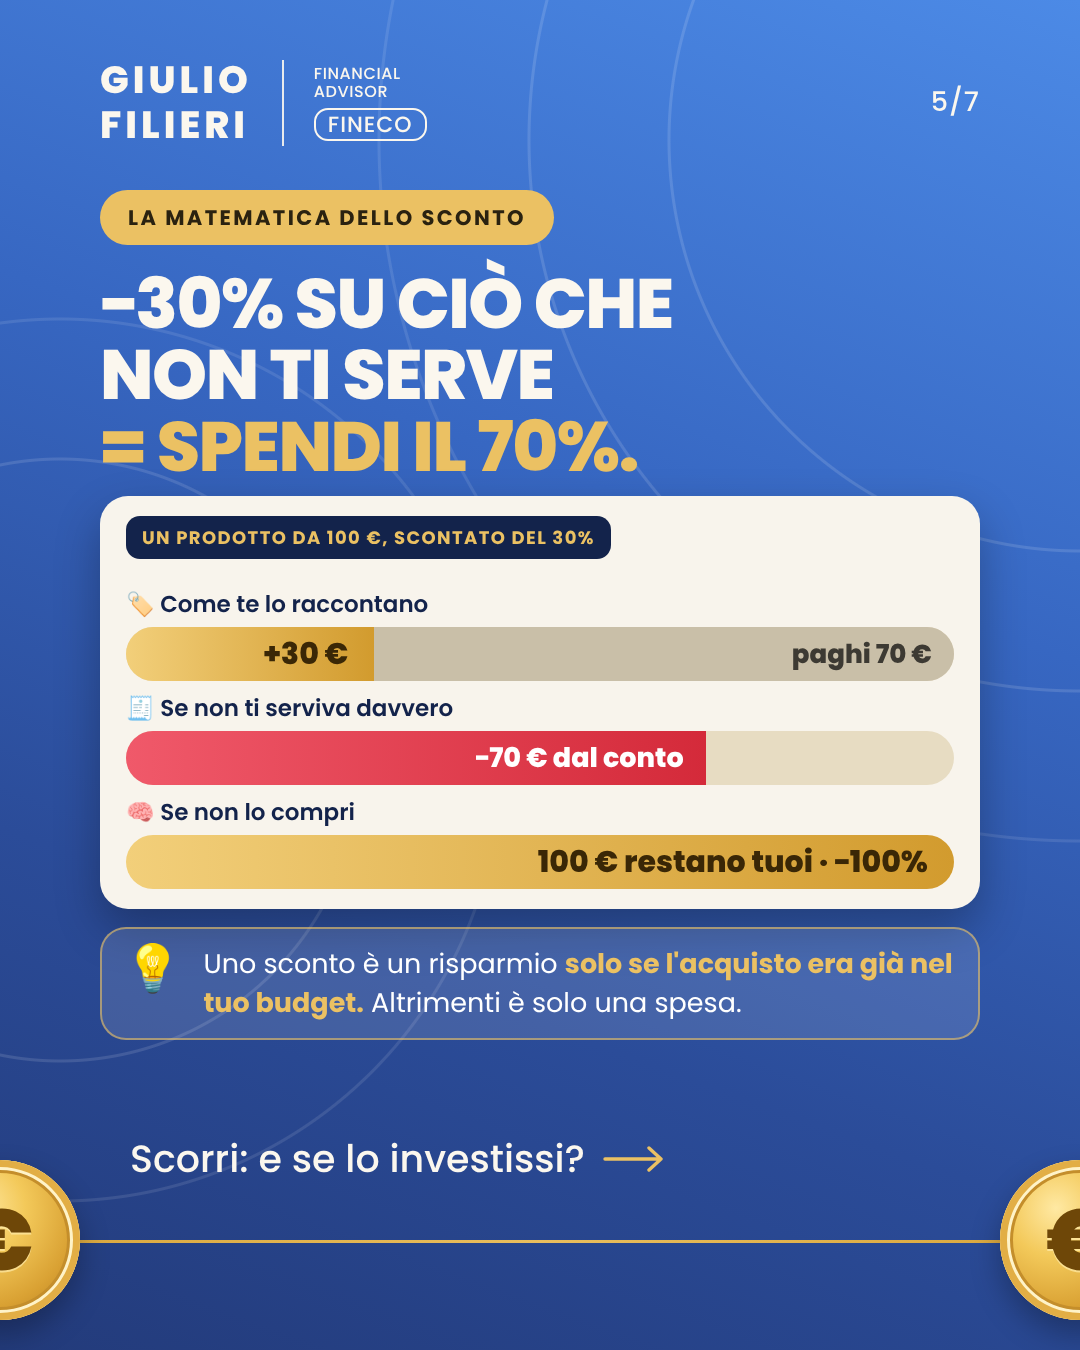 GIULIO
FILIERI
FINANCIAL
ADVISOR
FINECO
5/7
LA MATEMATICA DELLO SCONTO
-30% SU CIÒ CHE
NON TI SERVE
= SPENDI IL 70%.
UN PRODOTTO DA 100 €, SCONTATO DEL 30%
Come te lo raccontano
+30 €
paghi 70 €
Se non ti serviva davvero
-70 € dal conto
Se non lo compri
100 € restano tuoi · -100%
Uno sconto è un risparmio solo se l'acquisto era già nel
tuo budget. Altrimenti è solo una spesa.
Scorri: e se lo investissi? →
€
€